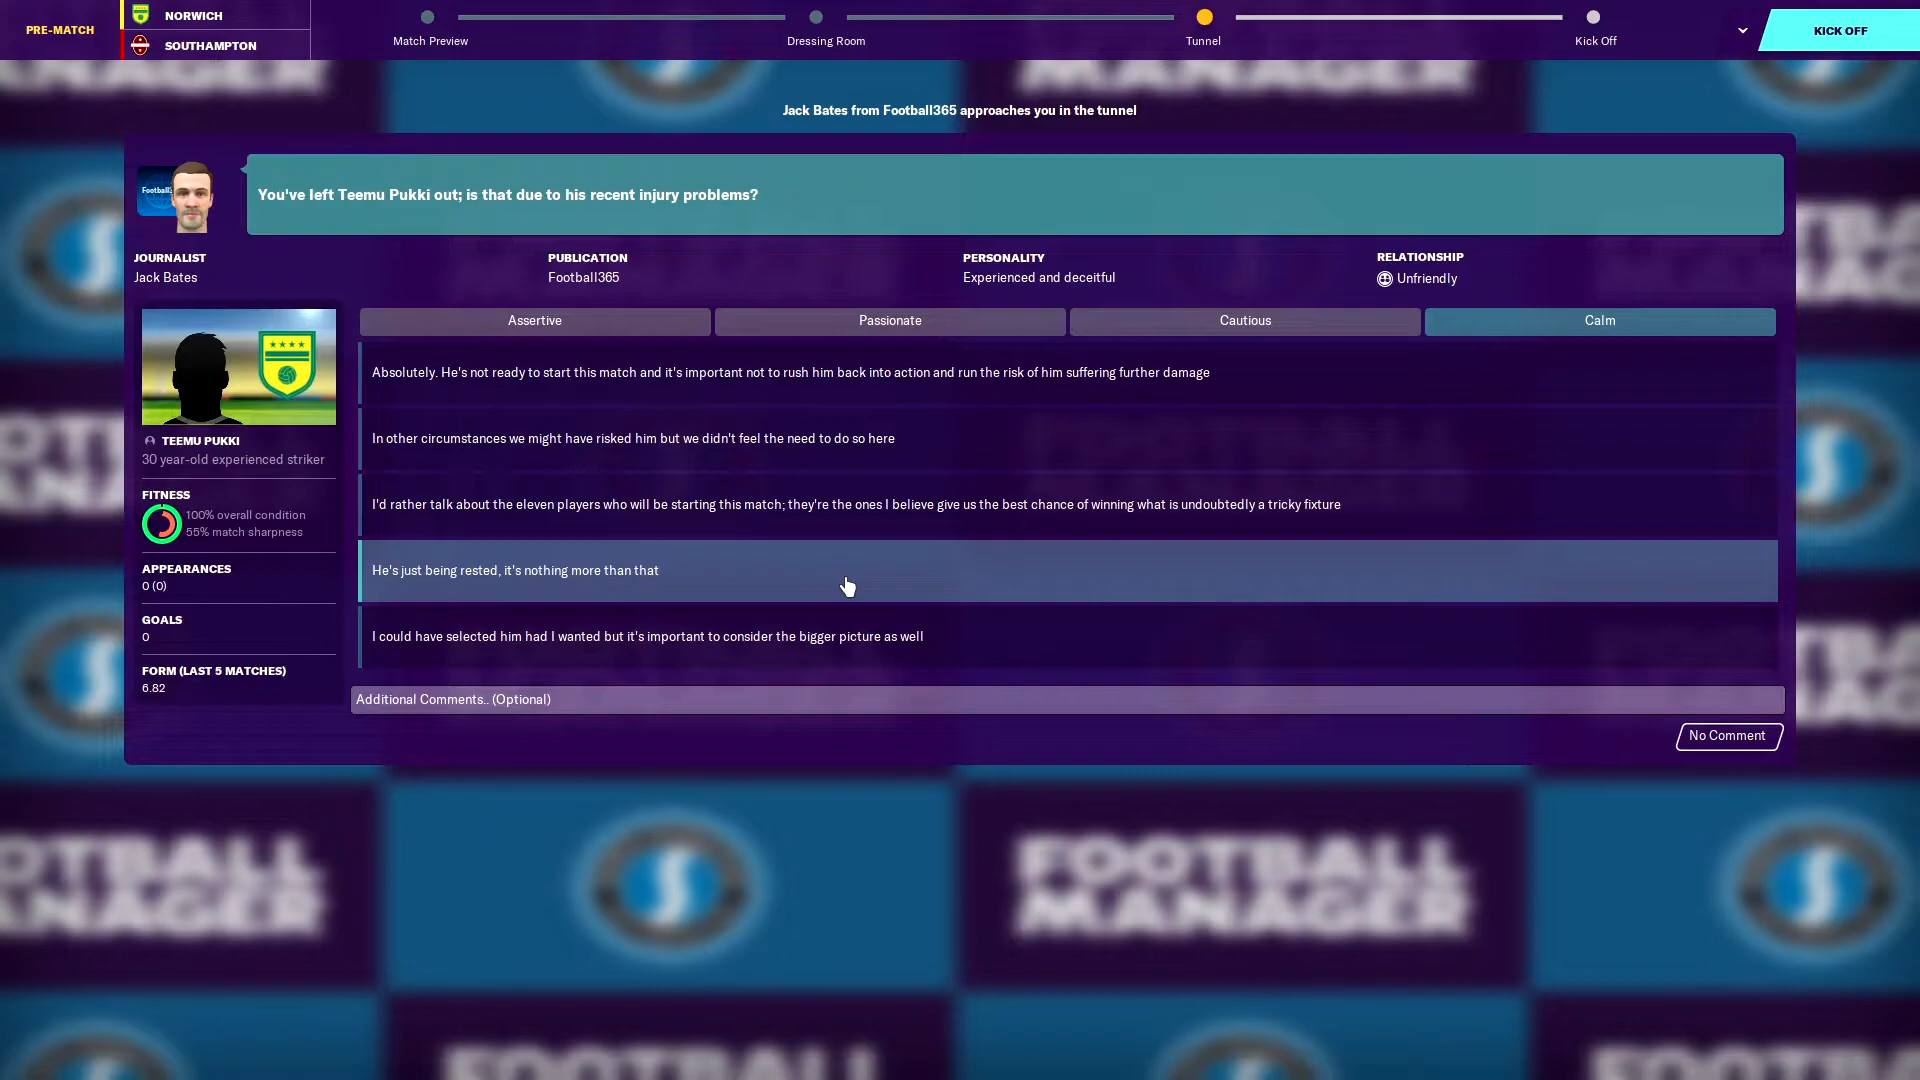 PRE-MATCH
NORWICH
SOUTHAMPTON
Match Preview
Dressing Room
Tunnel
Kick Off
KICK OFF
Jack Bates from Football365 approaches you in the tunnel
You've left Teemu Pukki out; is that due to his recent injury problems?
JOURNALIST
Jack Bates
PUBLICATION
Football365
PERSONALITY
Experienced and deceitful
RELATIONSHIP
Unfriendly
Assertive
Passionate
Cautious
Calm
Absolutely. He's not ready to start this match and it's important not to rush him back into action and run the risk of him suffering further damage
In other circumstances we might have risked him but we didn't feel the need to do so here
I'd rather talk about the eleven players who will be starting this match; they're the ones I believe give us the best chance of winning what is undoubtedly a tricky fixture
He's just being rested, it's nothing more than that
I could have selected him had I wanted but it's important to consider the bigger picture as well
TEEMU PUKKI
30 year-old experienced striker
FITNESS
100% overall condition
55% match sharpness
APPEARANCES
0 (0)
GOALS
0
FORM (LAST 5 MATCHES)
6.82
Additional Comments.. (Optional)
No Comment
FOOTBALL
MANAGER